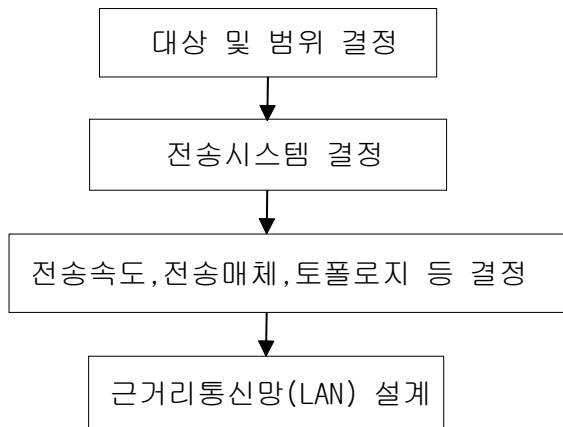 대상 및 범위 결정
전송시스템 결정
전송속도,전송매체,토폴로지 등 결정
근거리통신망(LAN) 설계